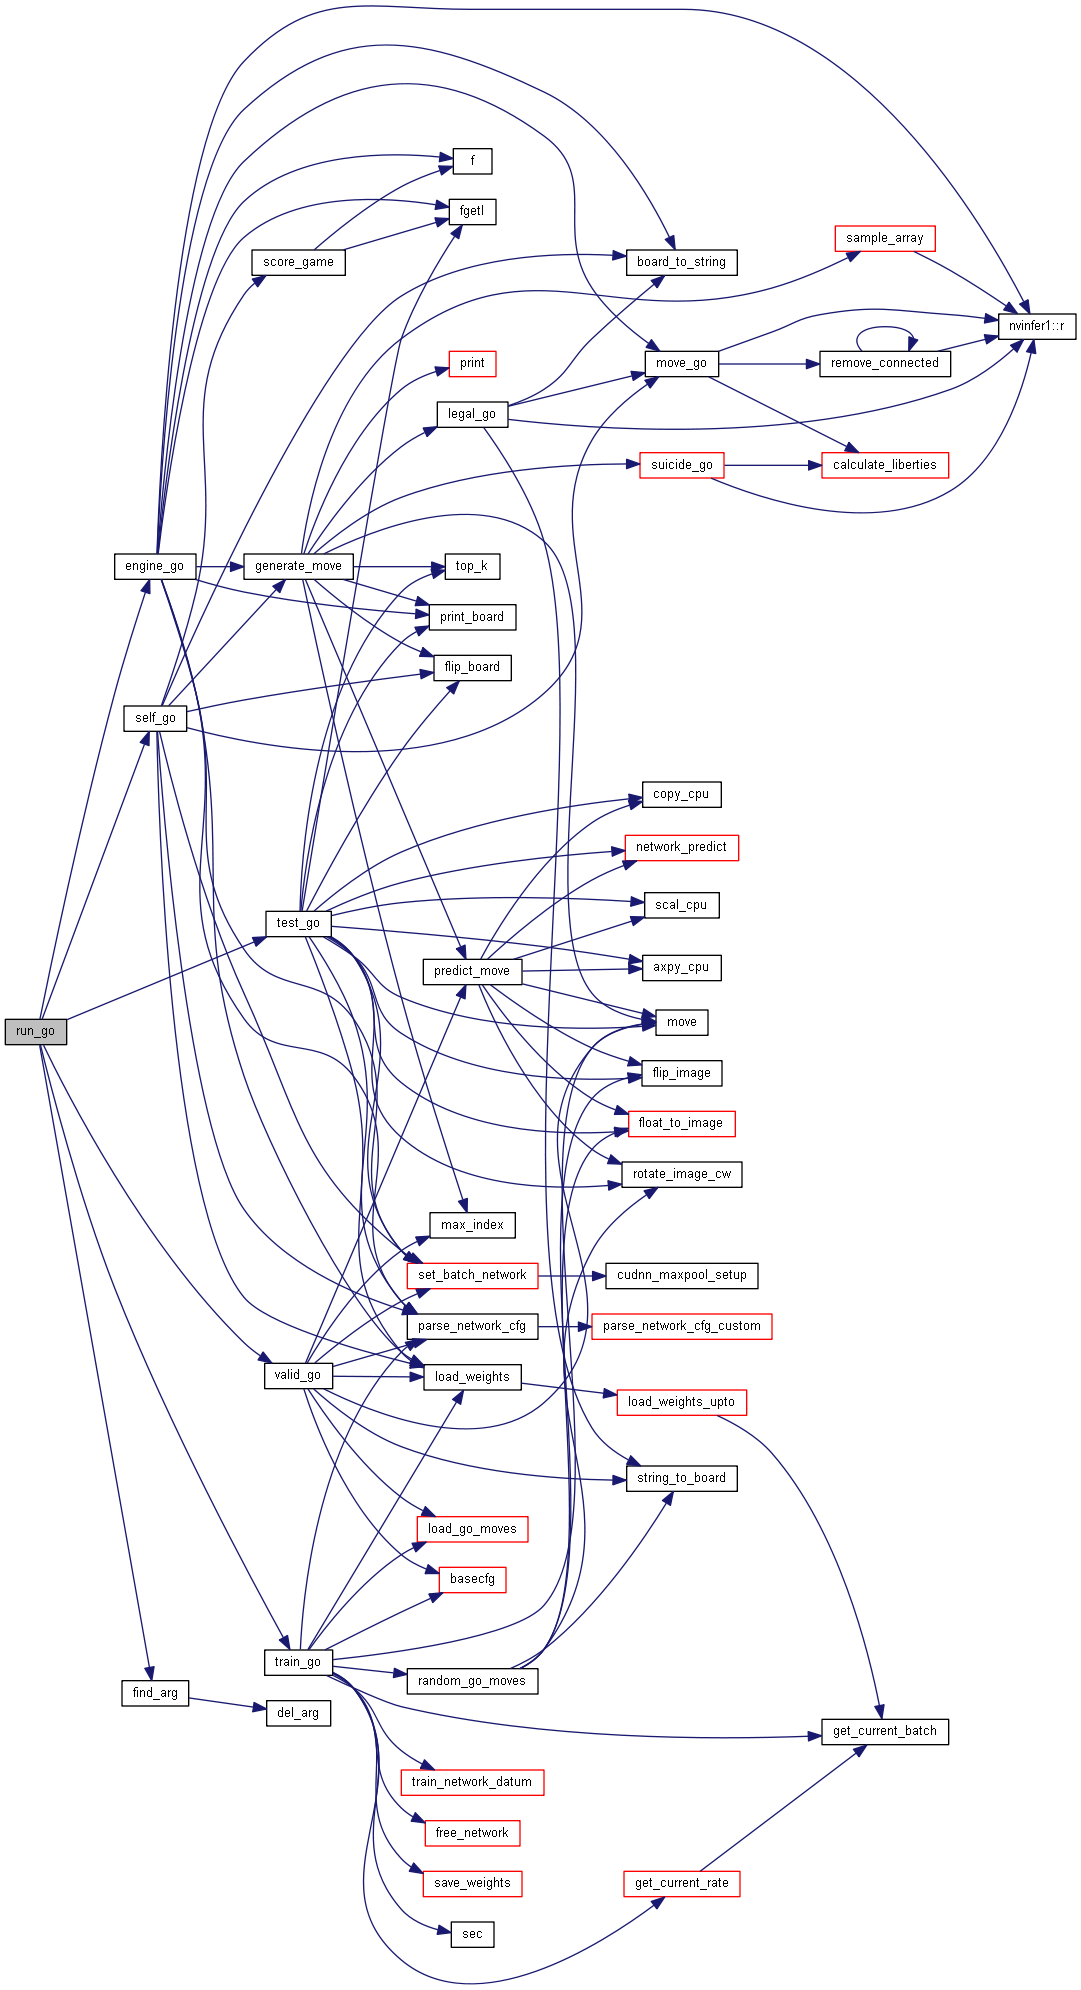 f
fgetl
sample_array
score_game
board_to_string
nvinfer1::r
print
move_go
remove_connected
legal_go
suicide_go
calculate_liberties
engine_go
generate_move
top_k
print_board
flip_board
self_go
copy_cpu
network_predict
scal_cpu
test_go
predict_move
axpy_cpu
run_go
move
flip_image
float_to_image
rotate_image_cw
max_index
set_batch_network
cudnn_maxpool_setup
parse_network_cfg
parse_network_cfg_custom
valid_go
load_weights
load_weights_upto
string_to_board
load_go_moves
basecfg
train_go
random_go_moves
find_arg
del_arg
get_current_batch
train_network_datum
free_network
save_weights
get_current_rate
sec